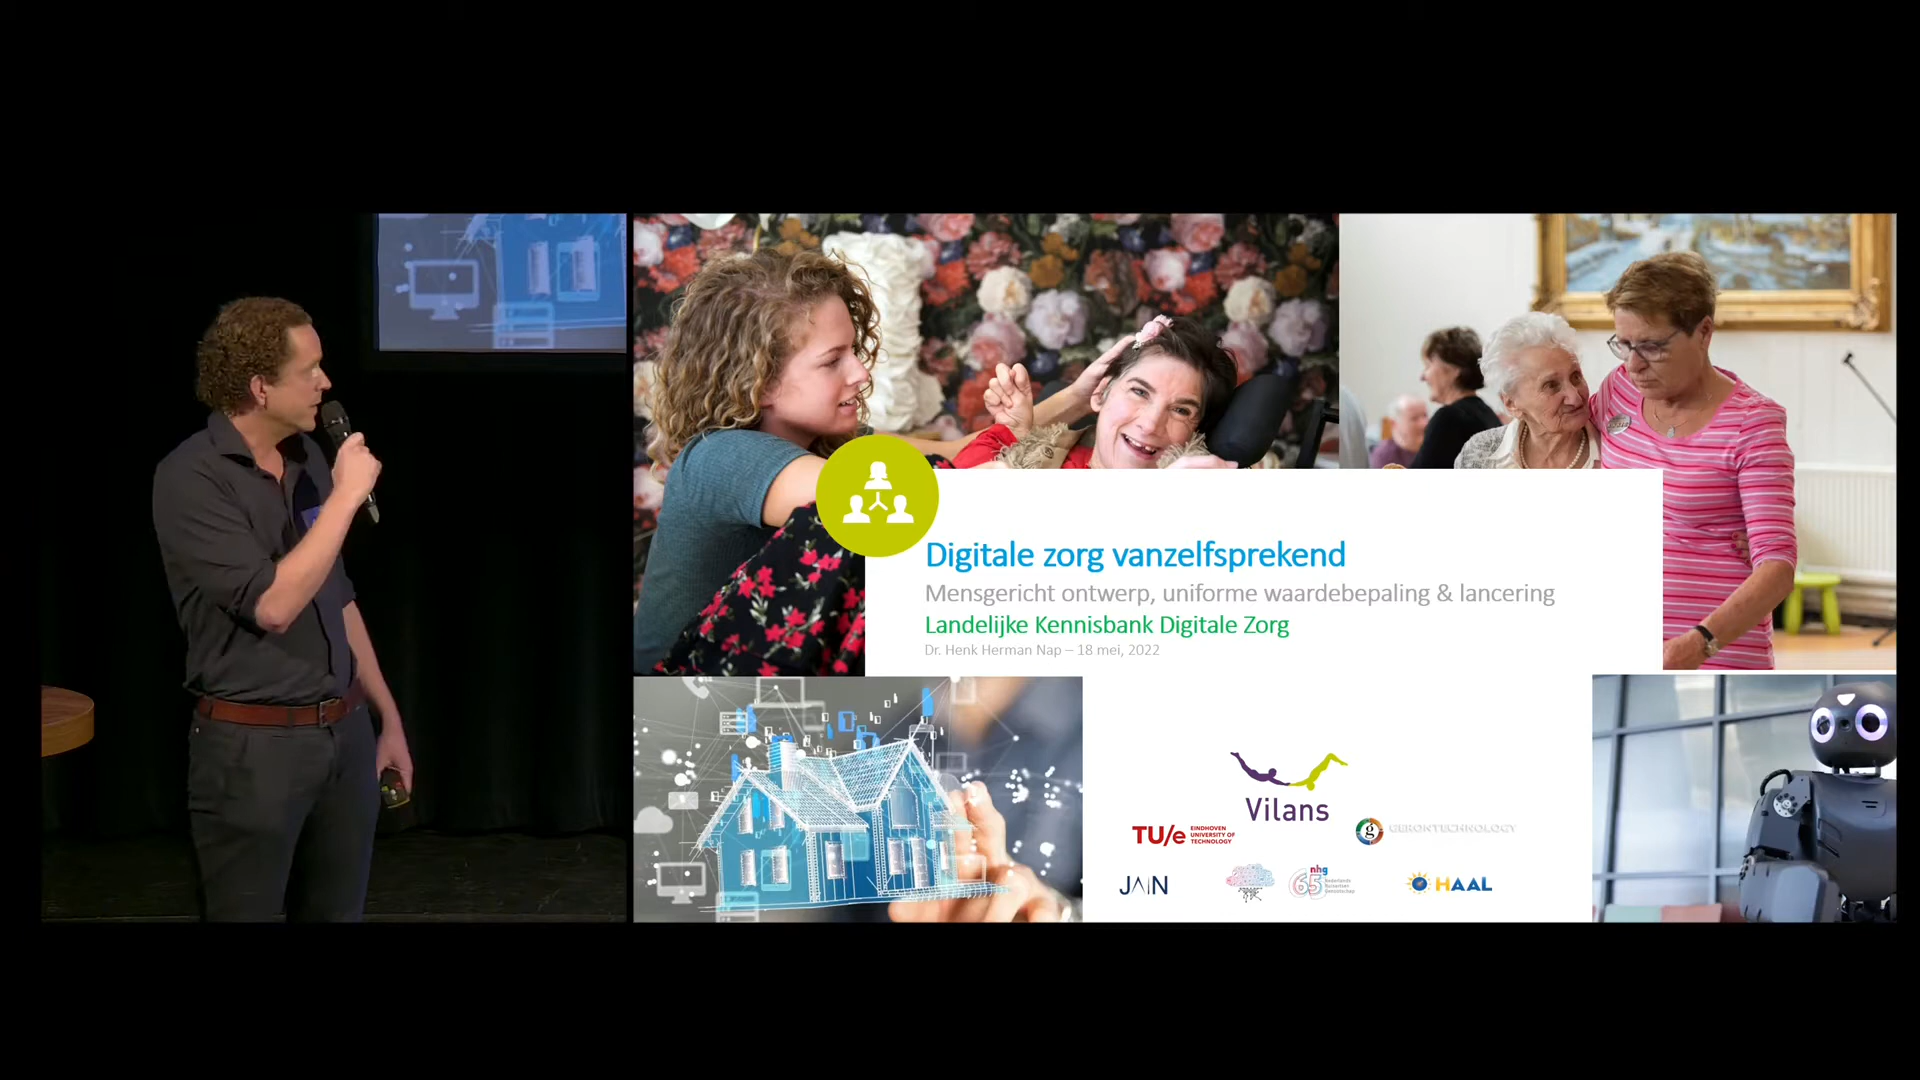 Digitale zorg vanzelfsprekend
Mensgericht ontwerp, uniforme waardebepaling & lancering
Landelijke Kennisbank Digitale Zorg
Dr. Henk Herman Nap – 18 mei, 2022
Vilans
TU/e EINDHOVEN
UNIVERSITY OF
TECHNOLOGY
g GERONTECHNOLOGY
JAIN
nhg
65 Nederlands
Huisartsen
Genootschap
HAAL